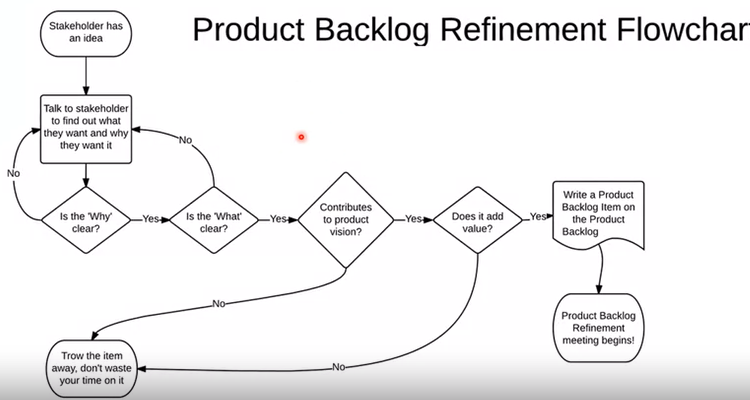 Product Backlog Refinement Flowchar
Stakeholder has
an idea
Talk to stakeholder
to find out what
they want and why
they want it
No
No
Is the 'Why'
clear?
Yes
Is the 'What'
clear?
Yes
Contributes
to product
vision?
Yes
Does it add
value?
Yes
Write a Product
Backlog Item on
the Product
Backlog
No
Product Backlog
Refinement
meeting begins!
Trow the item
away, don't waste
your time on it
No